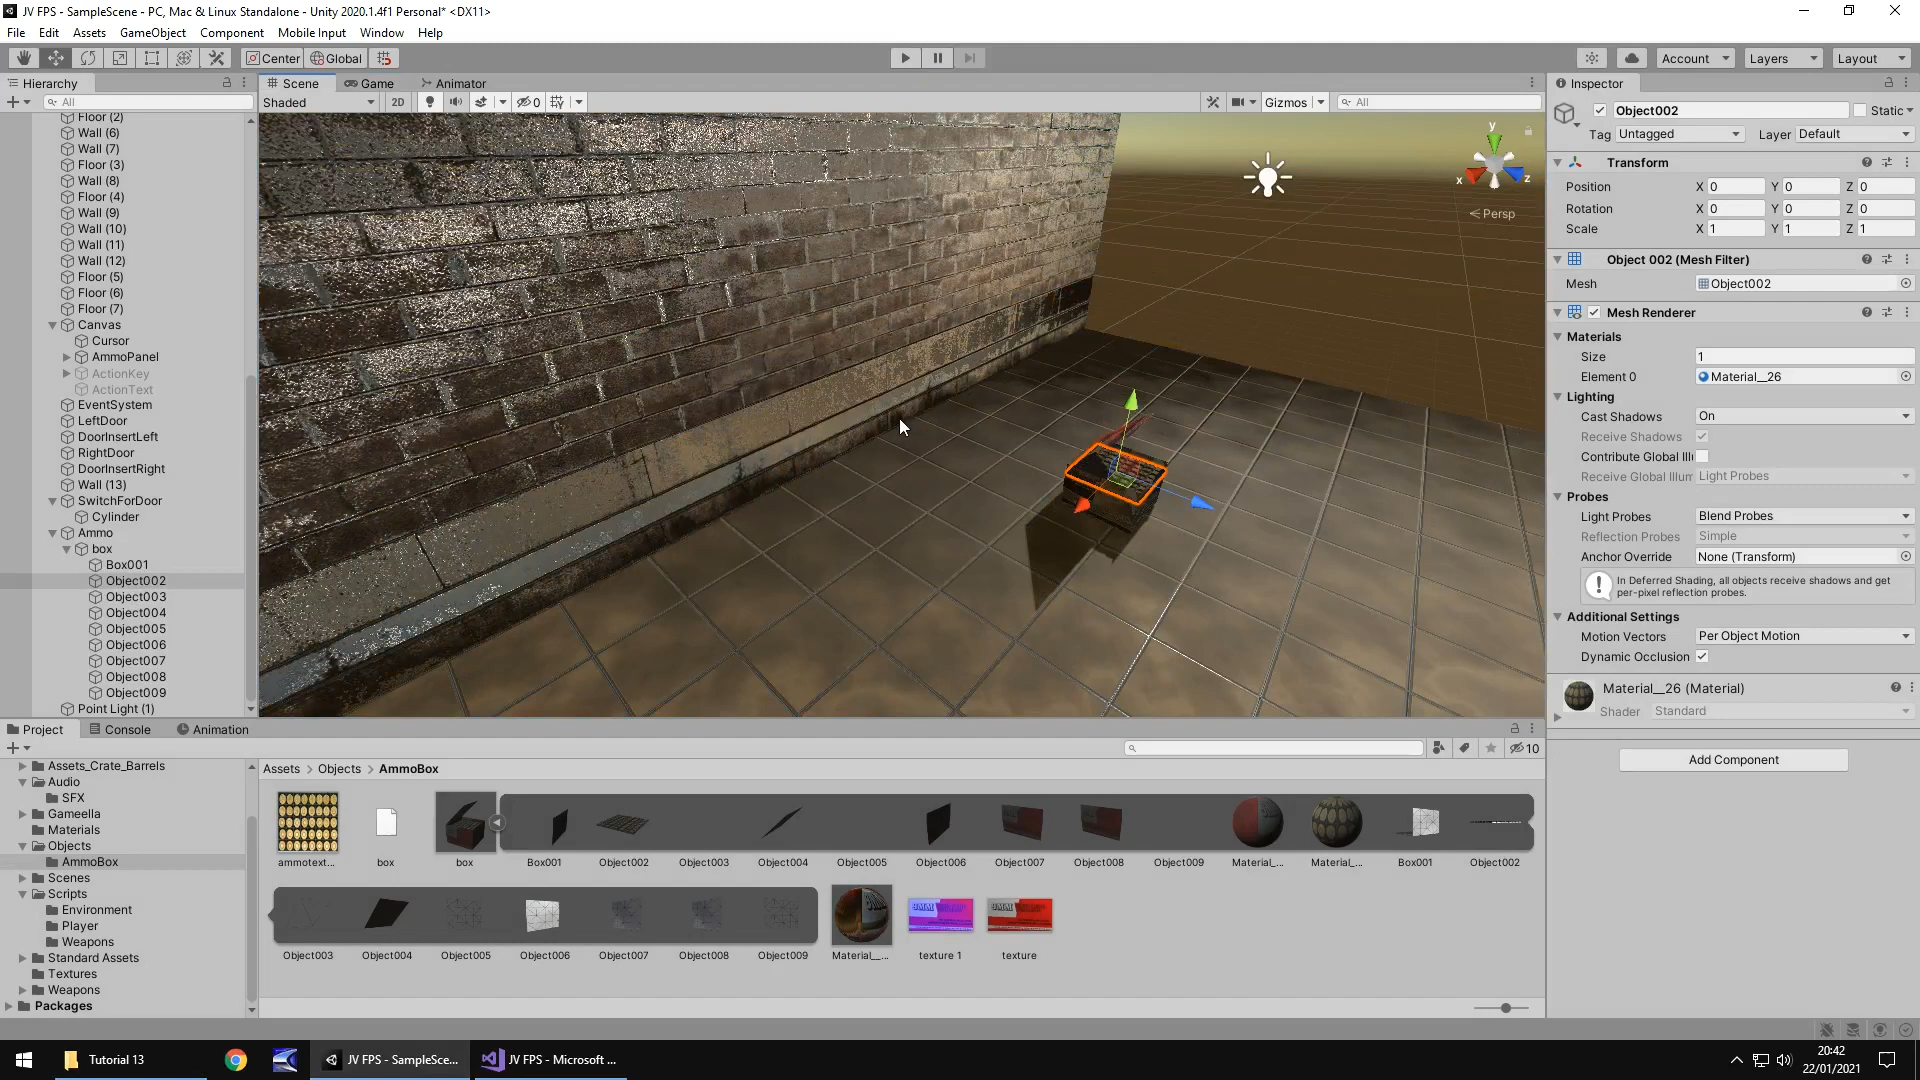 JV FPS - SampleScene - PC, Mac & Linux Standalone - Unity 2020.1.4f1 Personal* <DX11>
File Edit Assets GameObject Component Mobile Input Window Help
Center Global Account Layers Layout
Hierarchy
All
Floor (2)
Wall (6)
Wall (7)
Floor (3)
Wall (8)
Floor (4)
Wall (9)
Wall (10)
Wall (11)
Wall (12)
Floor (5)
Floor (6)
Floor (7)
Canvas
Cursor
AmmoPanel
ActionKey
ActionText
EventSystem
LeftDoor
DoorInsertLeft
RightDoor
DoorInsertRight
Wall (13)
SwitchForDoor
Cylinder
Ammo
box
Box001
Object002
Object003
Object004
Object005
Object006
Object007
Object008
Object009
Point Light (1)
Scene Game Animator
Shaded 2D 0 Gizmos All
y
x z
Persp
Inspector
Object002 Static
Tag Untagged Layer Default
Transform
Position X 0 Y 0 Z 0
Rotation X 0 Y 0 Z 0
Scale X 1 Y 1 Z 1
Object 002 (Mesh Filter)
Mesh Object002
Mesh Renderer
Materials
Size 1
Element 0 Material__26
Lighting
Cast Shadows On
Receive Shadows
Contribute Global Illu
Receive Global Illum Light Probes
Probes
Light Probes Blend Probes
Reflection Probes Simple
Anchor Override None (Transform)
In Deferred Shading, all objects receive shadows and get
per-pixel reflection probes.
Additional Settings
Motion Vectors Per Object Motion
Dynamic Occlusion
Material__26 (Material)
Shader Standard
Add Component
Project Console Animation
10
Assets_Crate_Barrels
Audio
SFX
Gameella
Materials
Objects
AmmoBox
Scenes
Scripts
Environment
Player
Weapons
Standard Assets
Textures
Weapons
Packages
Assets > Objects > AmmoBox
ammotext... box box Box001 Object002 Object003 Object004 Object005 Object006 Object007 Object008 Object009 Material_... Material_... Box001 Object002
Object003 Object004 Object005 Object006 Object007 Object008 Object009 Material__... texture 1 texture
Tutorial 13 JV FPS - SampleSce... JV FPS - Microsoft ...
20:42
22/01/2021